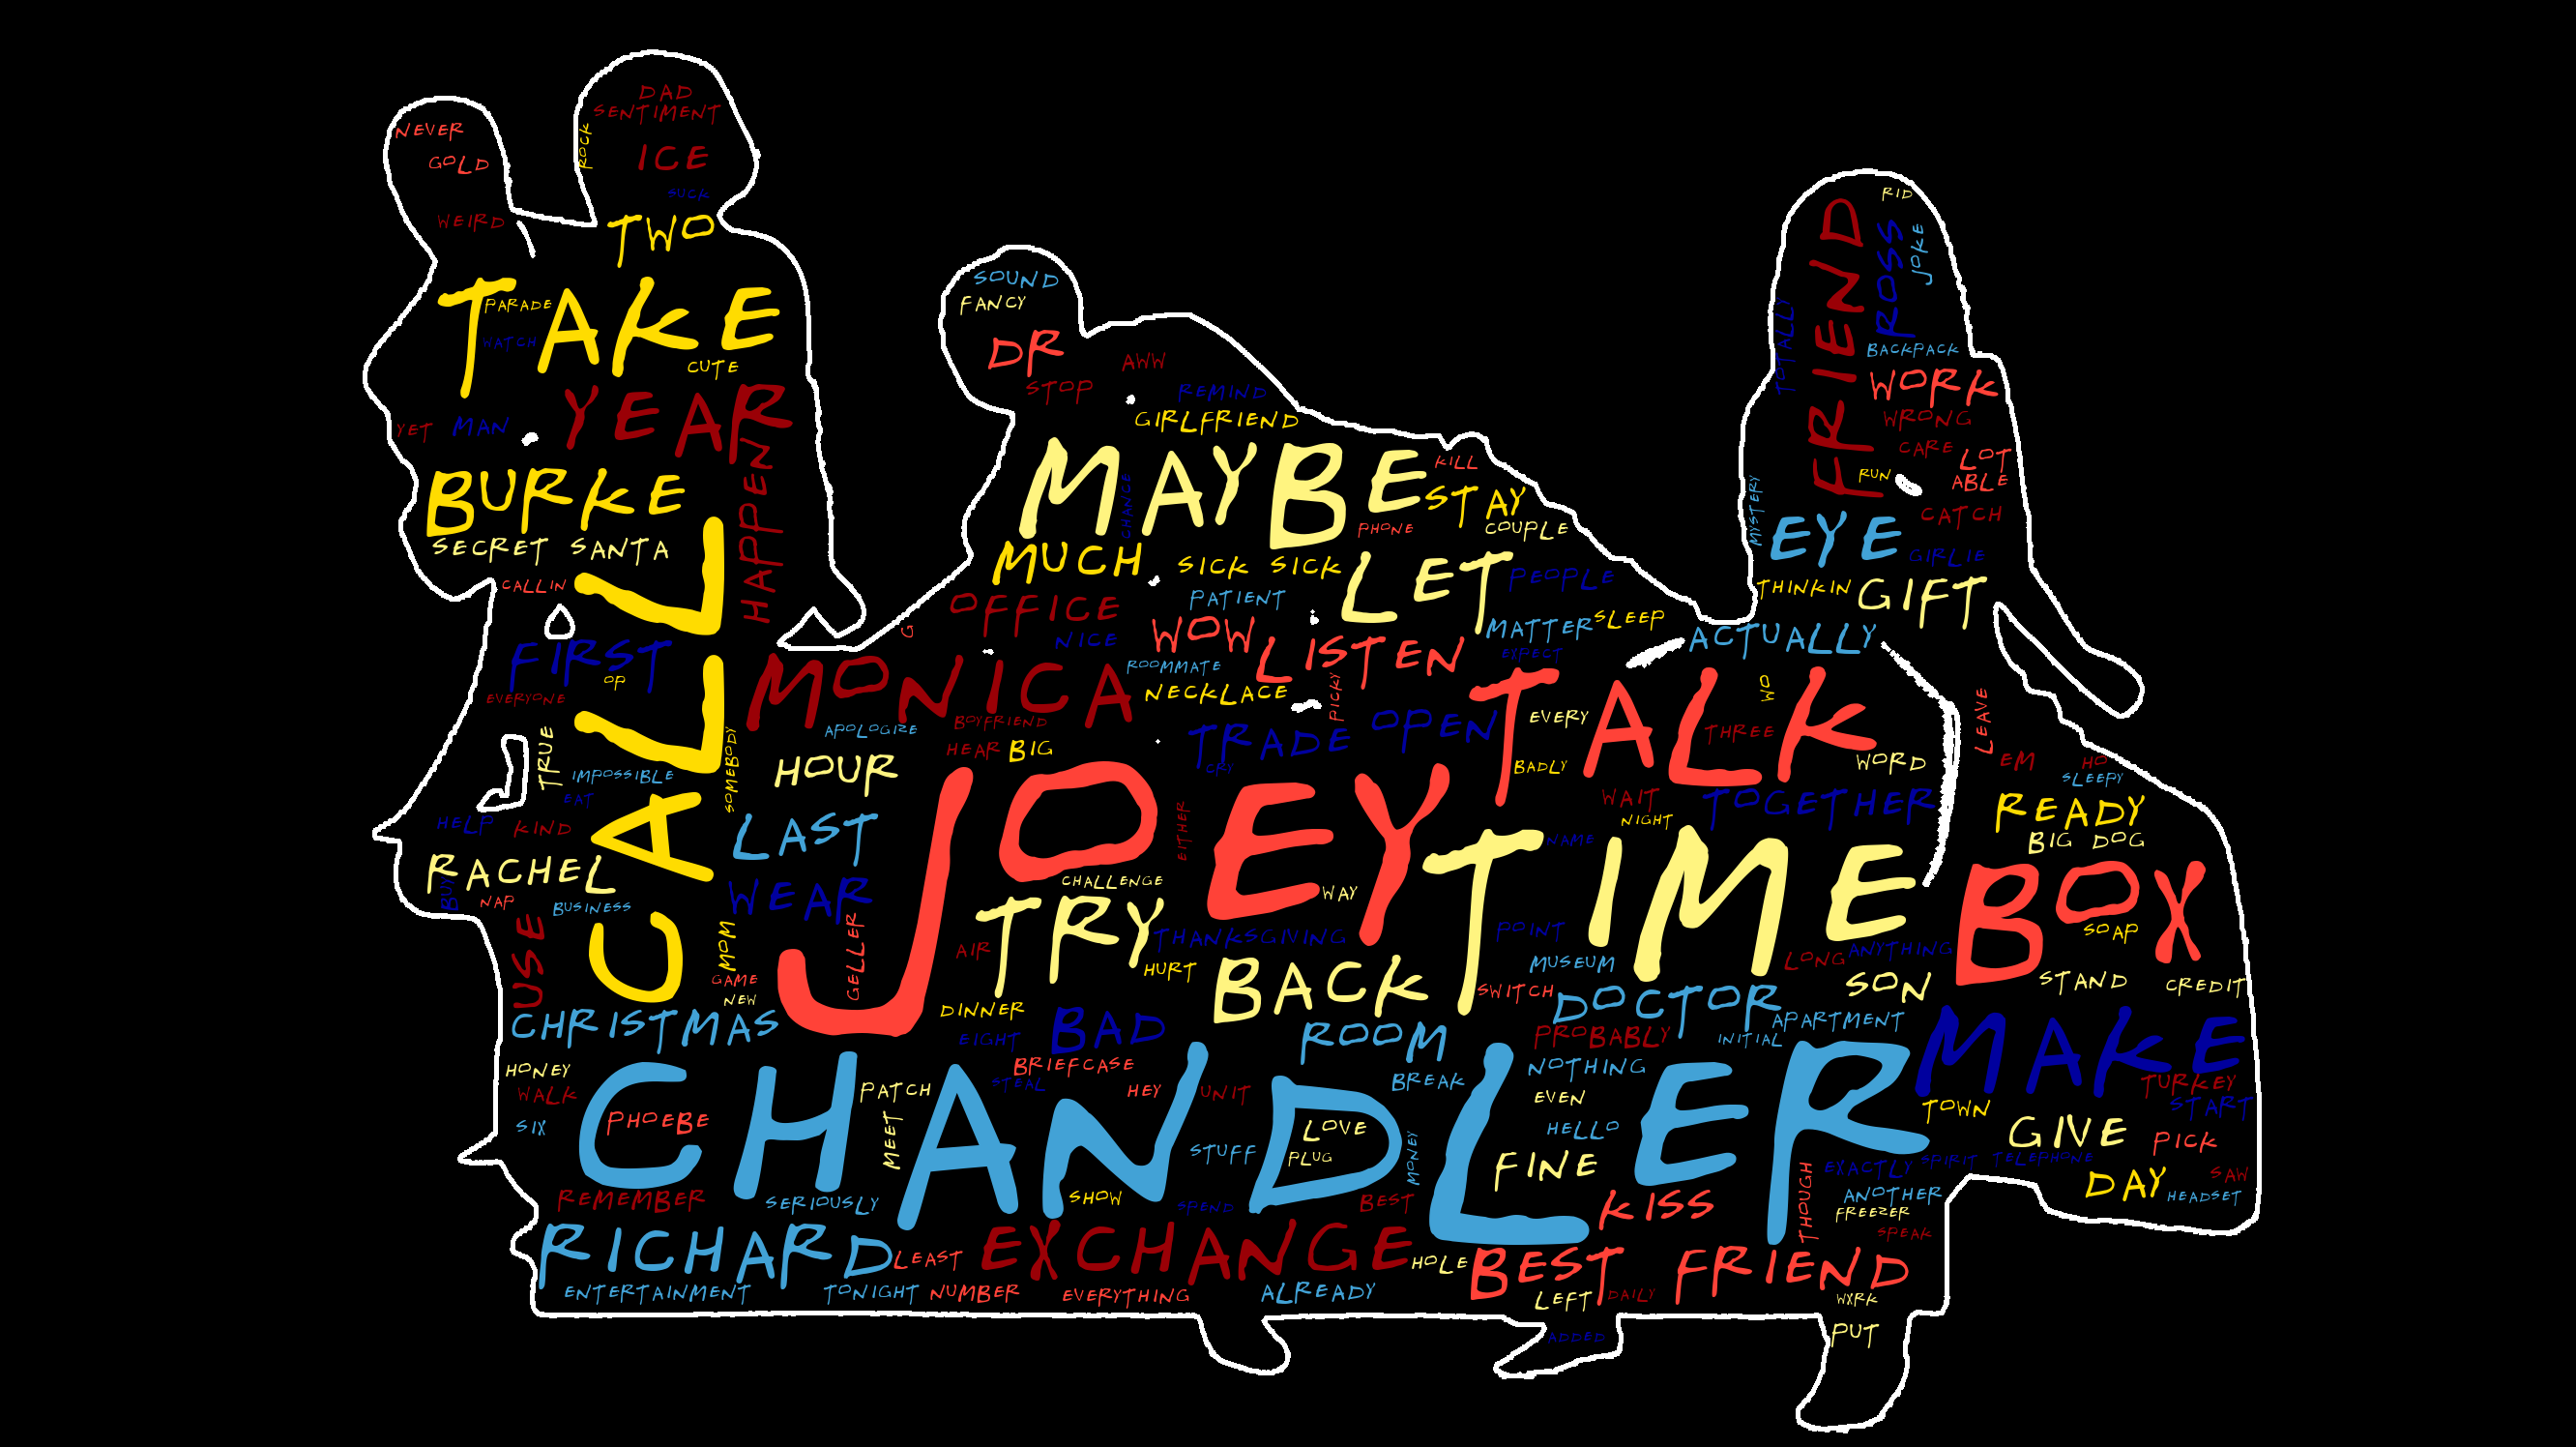 DAD
SENTIMENT
ROCK
ICE
SUCK
NEVER
GOLD
WEIRD
TWO
TAKE
PARADE
WATCH
CUTE
YEAR
YET
MAN
HAPPEN
BURKE
SECRET SANTA
CALLIN
CALL
FIRST
OP
EVERYONE
TRUE
IMPOSSIBLE
EAT
SOMEBODY
HELP
KIND
RACHEL
BUY
NAP
BUSINESS
USE
MOM
GAME
NEW
CHRISTMAS
SOUND
FANCY
DR
STOP
AWW
REMIND
GIRLFRIEND
MAYBE
CHANCE
KILL
STAY
PHONE
COUPLE
MUCH
SICK SICK
LET
PEOPLE
OFFICE
PATIENT
G
NICE
WOW
LISTEN
MATTER
SLEEP
EXPECT
ROOMMATE
MONICA
NECKLACE
PICKY
APOLOGIZE
BOYFRIEND
HEAR
BIG
TRADE
CRY
OPEN
HOUR
LAST
WEAR
GELLER
JOEY
EITHER
CHALLENGE
WAY
TRY
AIR
THANKSGIVING
HURT
DINNER
EIGHT
BAD
BACK
ROOM
RID
FRIEND
ROSS
JOKE
TOTALLY
BACKPACK
WORK
WRONG
CARE
LOT
RUN
ABLE
MYSTERY
CATCH
EYE
GIRLIE
THINKIN
GIFT
ACTUALLY
TALK
EVERY
WO
THREE
BADLY
WORD
LEAVE
EM
HO
SLEEPY
WAIT
NIGHT
TOGETHER
READY
BIG DOG
TIME
NAME
BOX
SOAP
POINT
MUSEUM
LONG
ANYTHING
SWITCH
SON
STAND
CREDIT
DOCTOR
PROBABLY
INITIAL
APARTMENT
MAKE
HONEY
WALK
SIX
CHANDLER
PHOEBE
PATCH
MEET
BRIEFCASE
STEAL
HEY
UNIT
BREAK
NOTHING
EVEN
HELLO
STUFF
LOVE
PLUG
MONEY
FINE
TURKEY
START
TOWN
GIVE
PICK
EXACTLY
SPIRIT
TELEPHONE
DAY
SAW
HEADSET
REMEMBER
SERIOUSLY
SHOW
SPEND
BEST
KISS
THOUGH
ANOTHER
FREEZER
SPEAK
RICHARD
LEAST
EXCHANGE
HOLE
BEST FRIEND
ENTERTAINMENT
TONIGHT
NUMBER
EVERYTHING
ALREADY
LEFT
DAILY
WXRK
ADDED
PUT